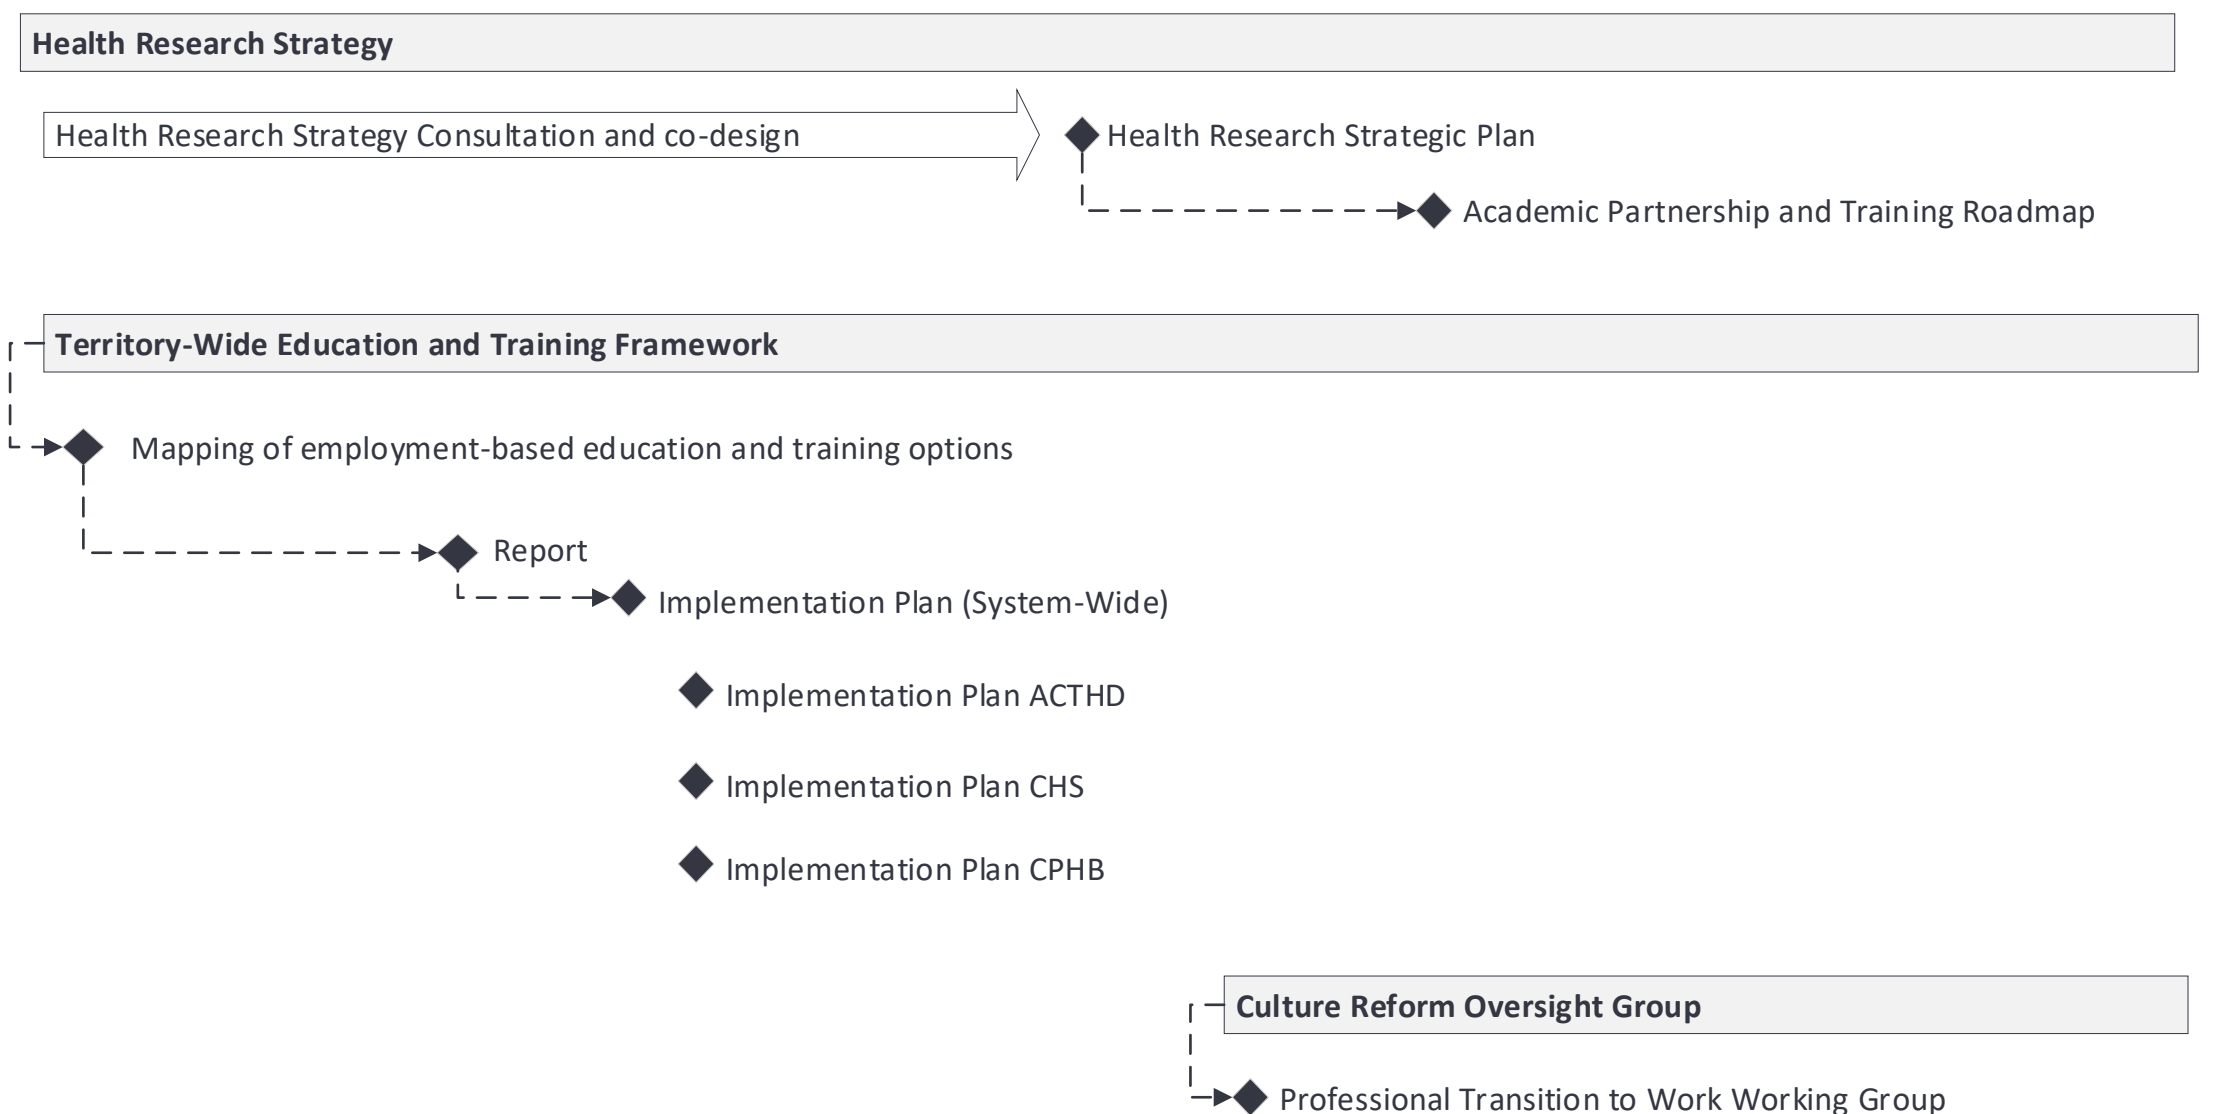 Health Research Strategy
Health Research Strategy Consultation and co-design
Health Research Strategic Plan
Academic Partnership and Training Roadmap
Territory-Wide Education and Training Framework
Mapping of employment-based education and training options
Report
Implementation Plan (System-Wide)
Implementation Plan ACTHD
Implementation Plan CHS
Implementation Plan CPHB
Culture Reform Oversight Group
Professional Transition to Work Working Group